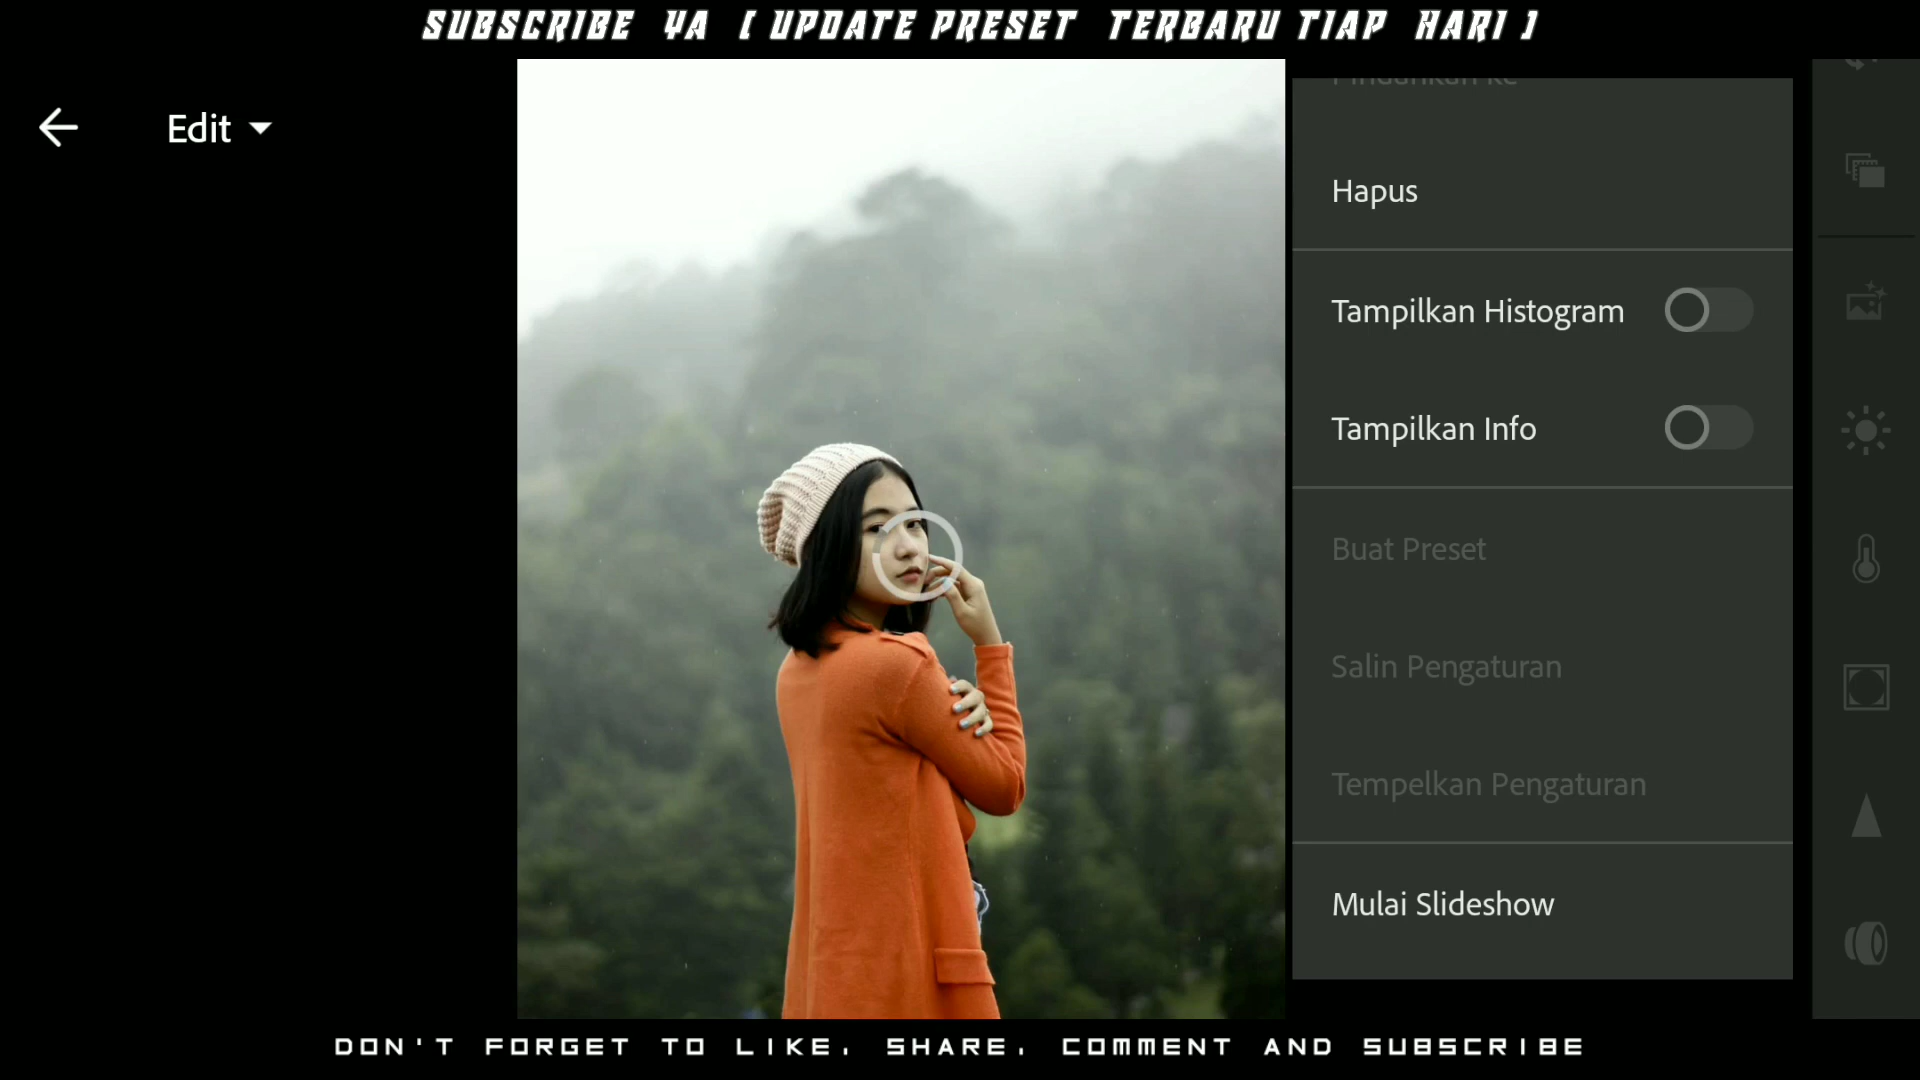 SUBSCRIBE YA [ UPDATE PRESET TERBARU TIAP HARI ]
Edit
Hapus
Tampilkan Histogram
Tampilkan Info
Buat Preset
Salin Pengaturan
Tempelkan Pengaturan
Mulai Slideshow
DON'T FORGET TO LIKE, SHARE, COMMENT AND SUBSCRIBE